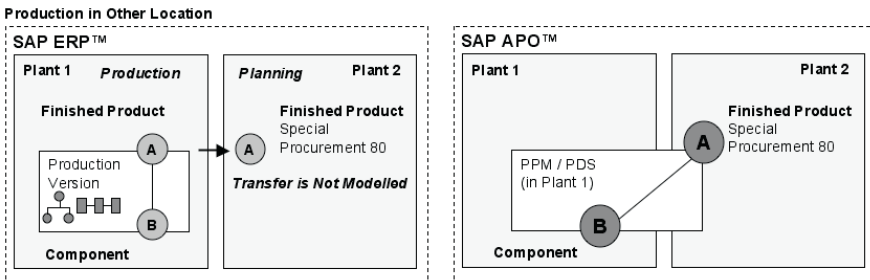 Production in Other Location
SAP ERP™
Plant 1 Production
Finished Product
A
Production
Version
B
Component
Planning Plant 2
Finished Product
A
Special
Procurement 80
Transfer is Not Modelled
SAP APO™
Plant 1
Plant 2
Finished Product
A
Special
Procurement 80
PPM / PDS
(in Plant 1)
B
Component